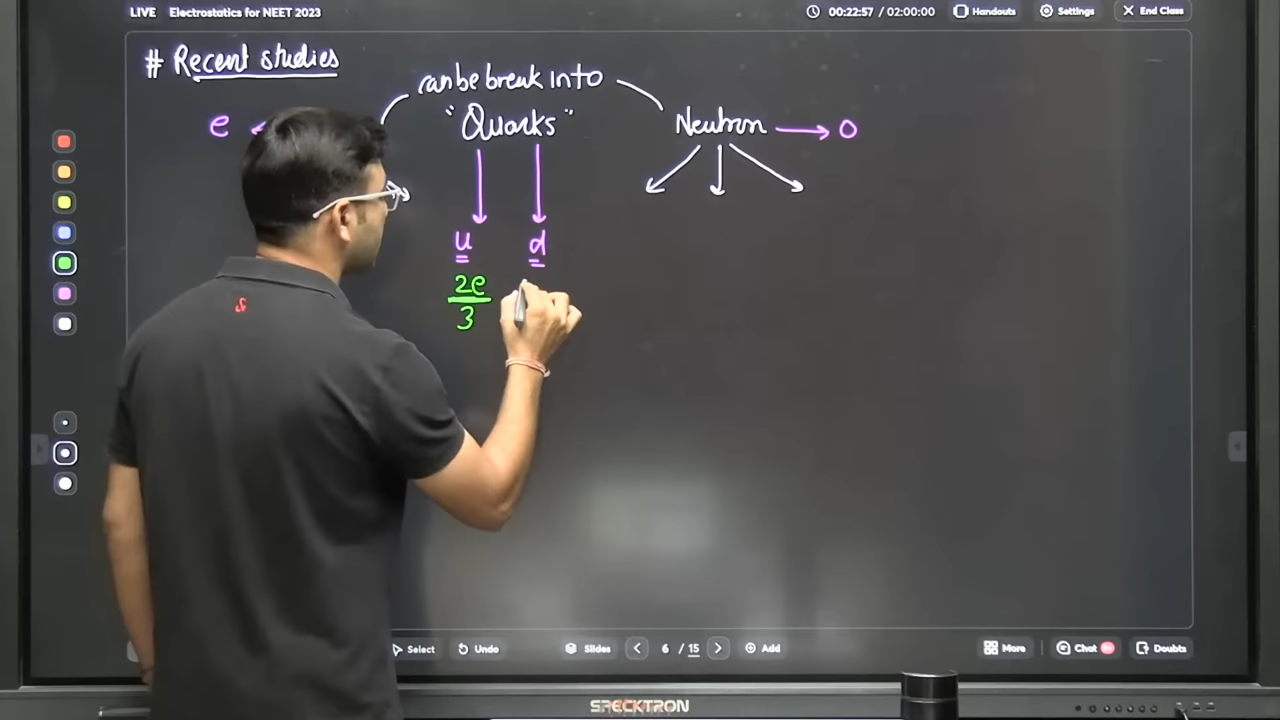 LIVE Electrostatics for NEET 2023 00:22:57 / 02:00:00 Handouts Settings End Class
# Recent studies
can be break into
"Quarks"
e Neutron → 0
u d
2e/3
Select Undo Slides < 6 / 15 > Add More Chat Doubts
SPECKTRON